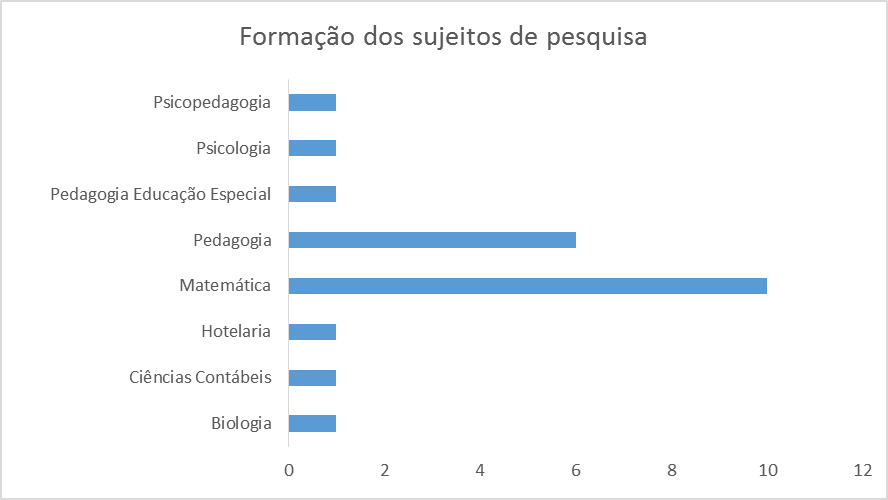 Formação dos sujeitos de pesquisa
Psicopedagogia
Psicologia
Pedagogia Educação Especial
Pedagogia
Matemática
Hotelaria
Ciências Contábeis
Biologia
0 2 4 6 8 10 12